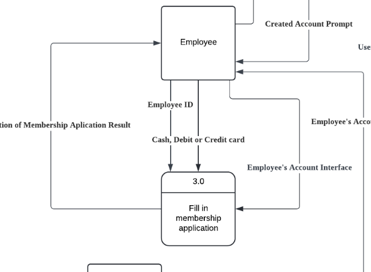 Created Account Prompt
Employee
Use
Employee ID
tion of Membership Aplication Result
Employee's Acco
Cash, Debit or Credit card
Employee's Account Interface
3.0
Fill in
membership
application